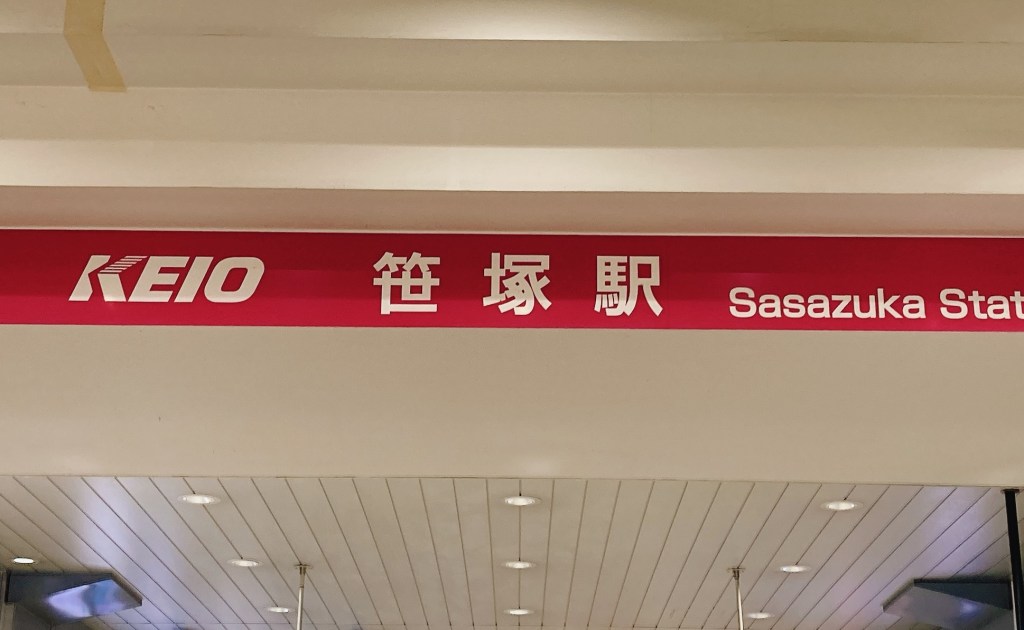 KEIO 笹塚駅 Sasazuka Stat